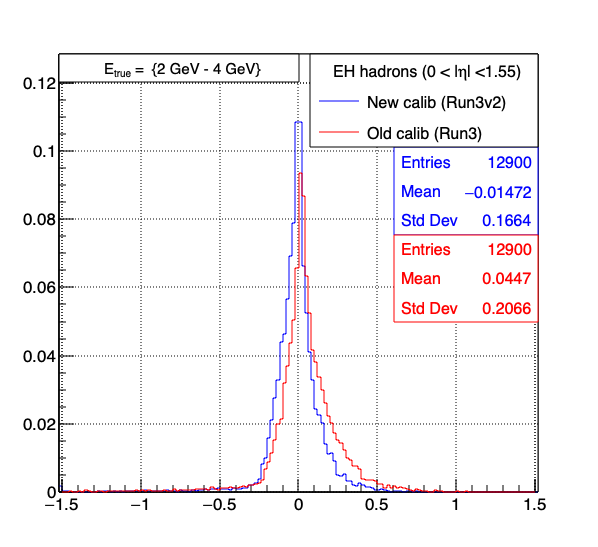 E_true = {2 GeV - 4 GeV}
EH hadrons (0 < |η| <1.55)
New calib (Run3v2)
Old calib (Run3)
Entries 12900
Mean −0.01472
Std Dev 0.1664
Entries 12900
Mean 0.0447
Std Dev 0.2066
0.12
0.1
0.08
0.06
0.04
0.02
0
−1.5 −1 −0.5 0 0.5 1 1.5